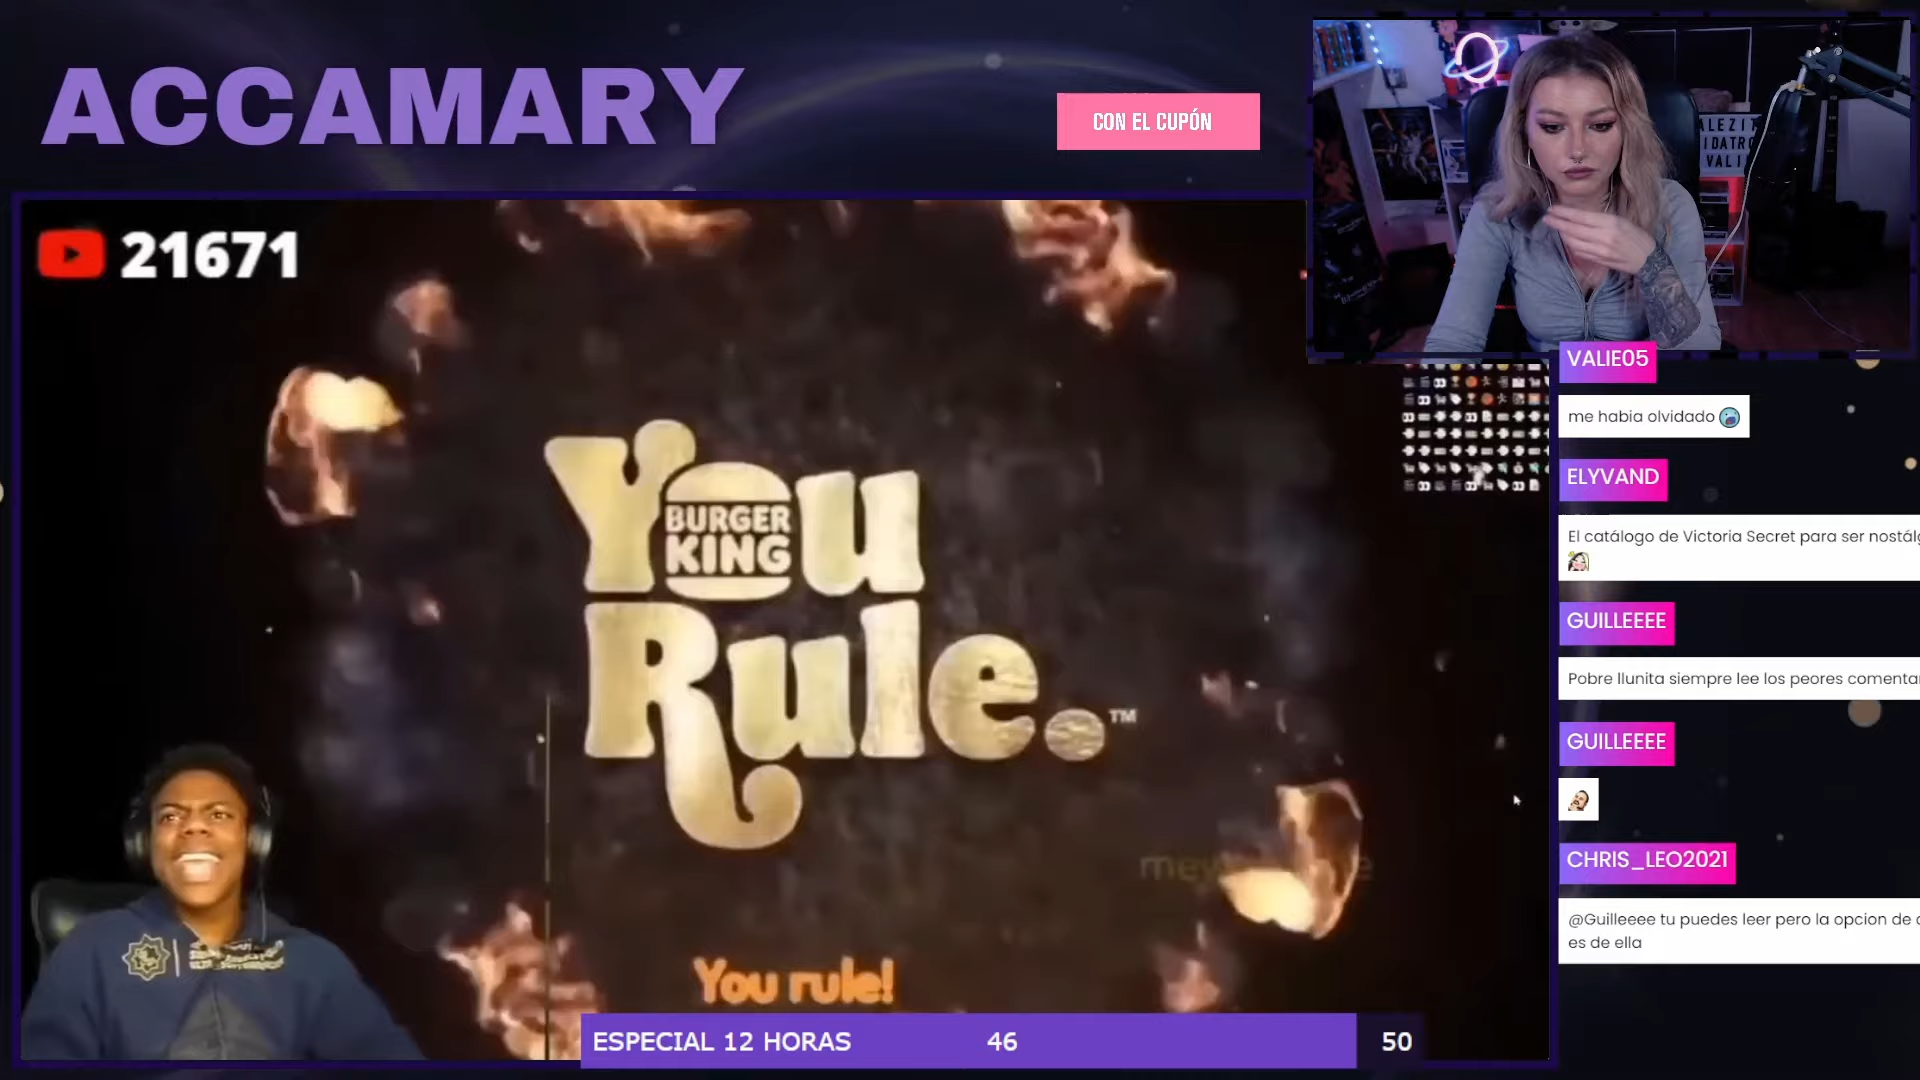 ACCAMARY
CON EL CUPÓN
21671
You
BURGER
KING
Rule.™
You rule!
ESPECIAL 12 HORAS 46 50
VALIE05
me habia olvidado
ELYVAND
El catálogo de Victoria Secret para ser
GUILLEEEE
Pobre llunita siempre lee los peores
GUILLEEEE
CHRIS_LEO2021
@Guilleeee tu puedes leer pero la opcion de
es de ella